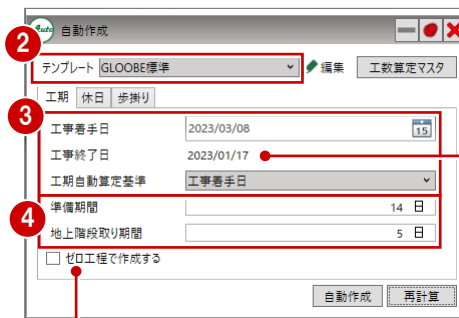 Auto 自動作成
2
テンプレート GLOOBE標準 編集 工数算定マスタ
工期 休日 歩掛り
3
工事着手日 2023/03/08 15
工事終了日 2023/01/17
工期自動算定基準 工事着手日
4
準備期間 14 日
地上階段取り期間 5 日
ゼロ工程で作成する
自動作成 再計算